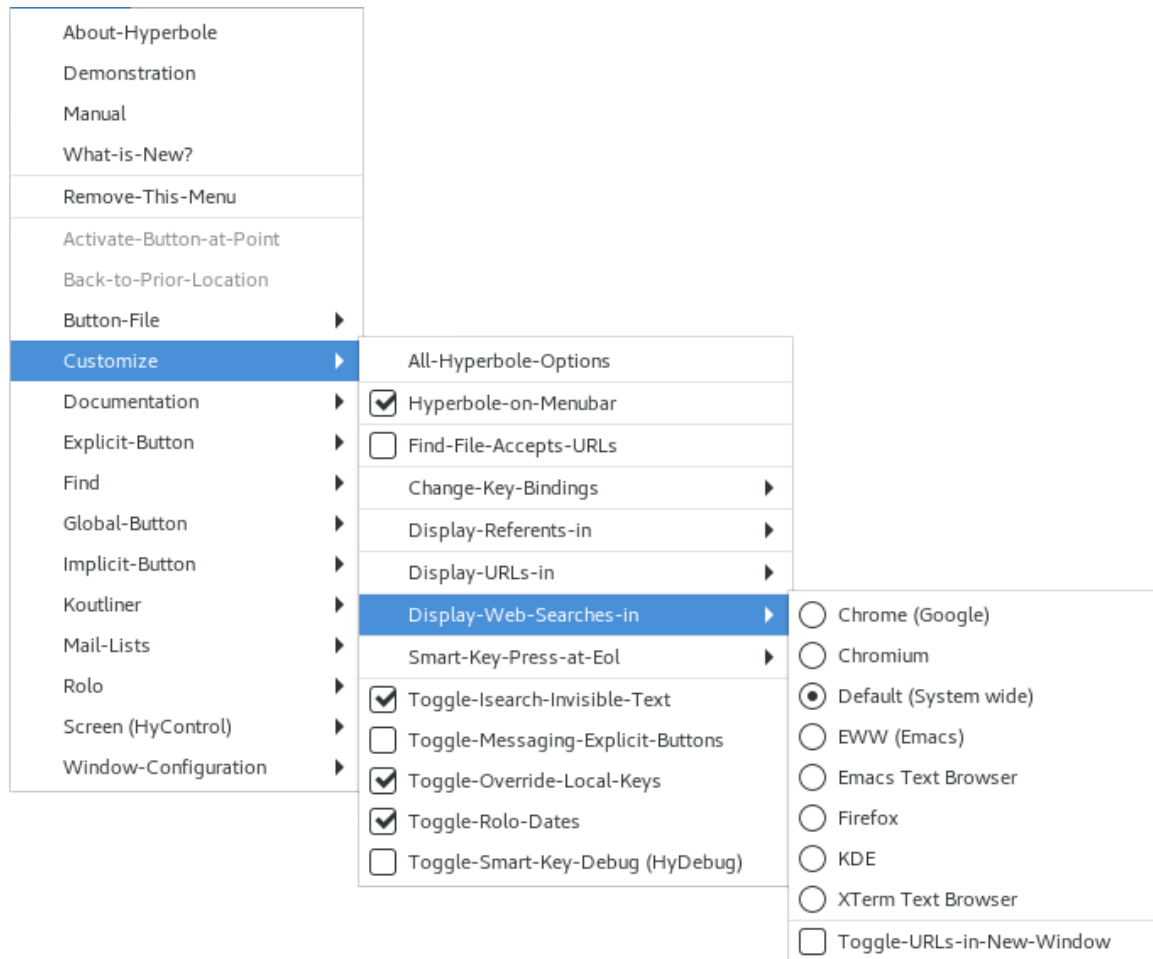 About-Hyperbole
Demonstration
Manual
What-is-New?
Remove-This-Menu
Activate-Button-at-Point
Back-to-Prior-Location
Button-File
Customize
Documentation
Explicit-Button
Find
Global-Button
Implicit-Button
Koutliner
Mail-Lists
Rolo
Screen (HyControl)
Window-Configuration
All-Hyperbole-Options
Hyperbole-on-Menubar
Find-File-Accepts-URLs
Change-Key-Bindings
Display-Referents-in
Display-URLs-in
Display-Web-Searches-in
Smart-Key-Press-at-Eol
Toggle-Isearch-Invisible-Text
Toggle-Messaging-Explicit-Buttons
Toggle-Override-Local-Keys
Toggle-Rolo-Dates
Toggle-Smart-Key-Debug (HyDebug)
Chrome (Google)
Chromium
Default (System wide)
EWW (Emacs)
Emacs Text Browser
Firefox
KDE
XTerm Text Browser
Toggle-URLs-in-New-Window